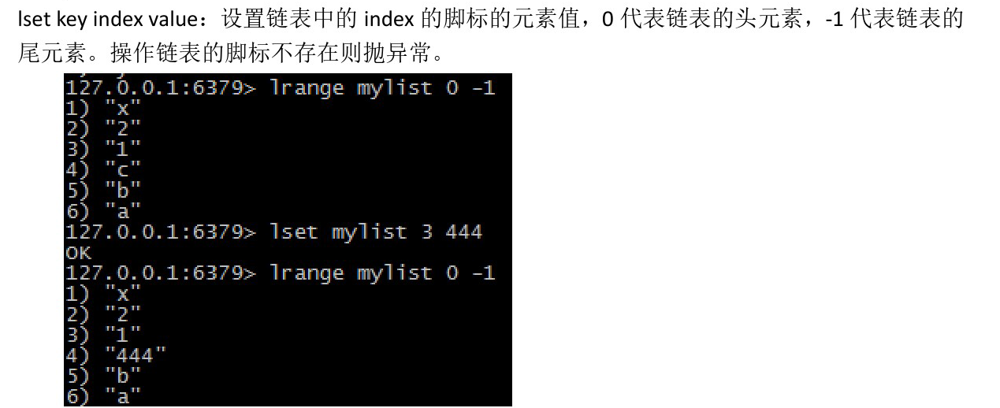 lset key index value：设置链表中的 index 的脚标的元素值，0 代表链表的头元素，-1 代表链表的
尾元素。操作链表的脚标不存在则抛异常。
127.0.0.1:6379> lrange mylist 0 -1
1) "x"
2) "2"
3) "1"
4) "c"
5) "b"
6) "a"
127.0.0.1:6379> lset mylist 3 444
OK
127.0.0.1:6379> lrange mylist 0 -1
1) "x"
2) "2"
3) "1"
4) "444"
5) "b"
6) "a"